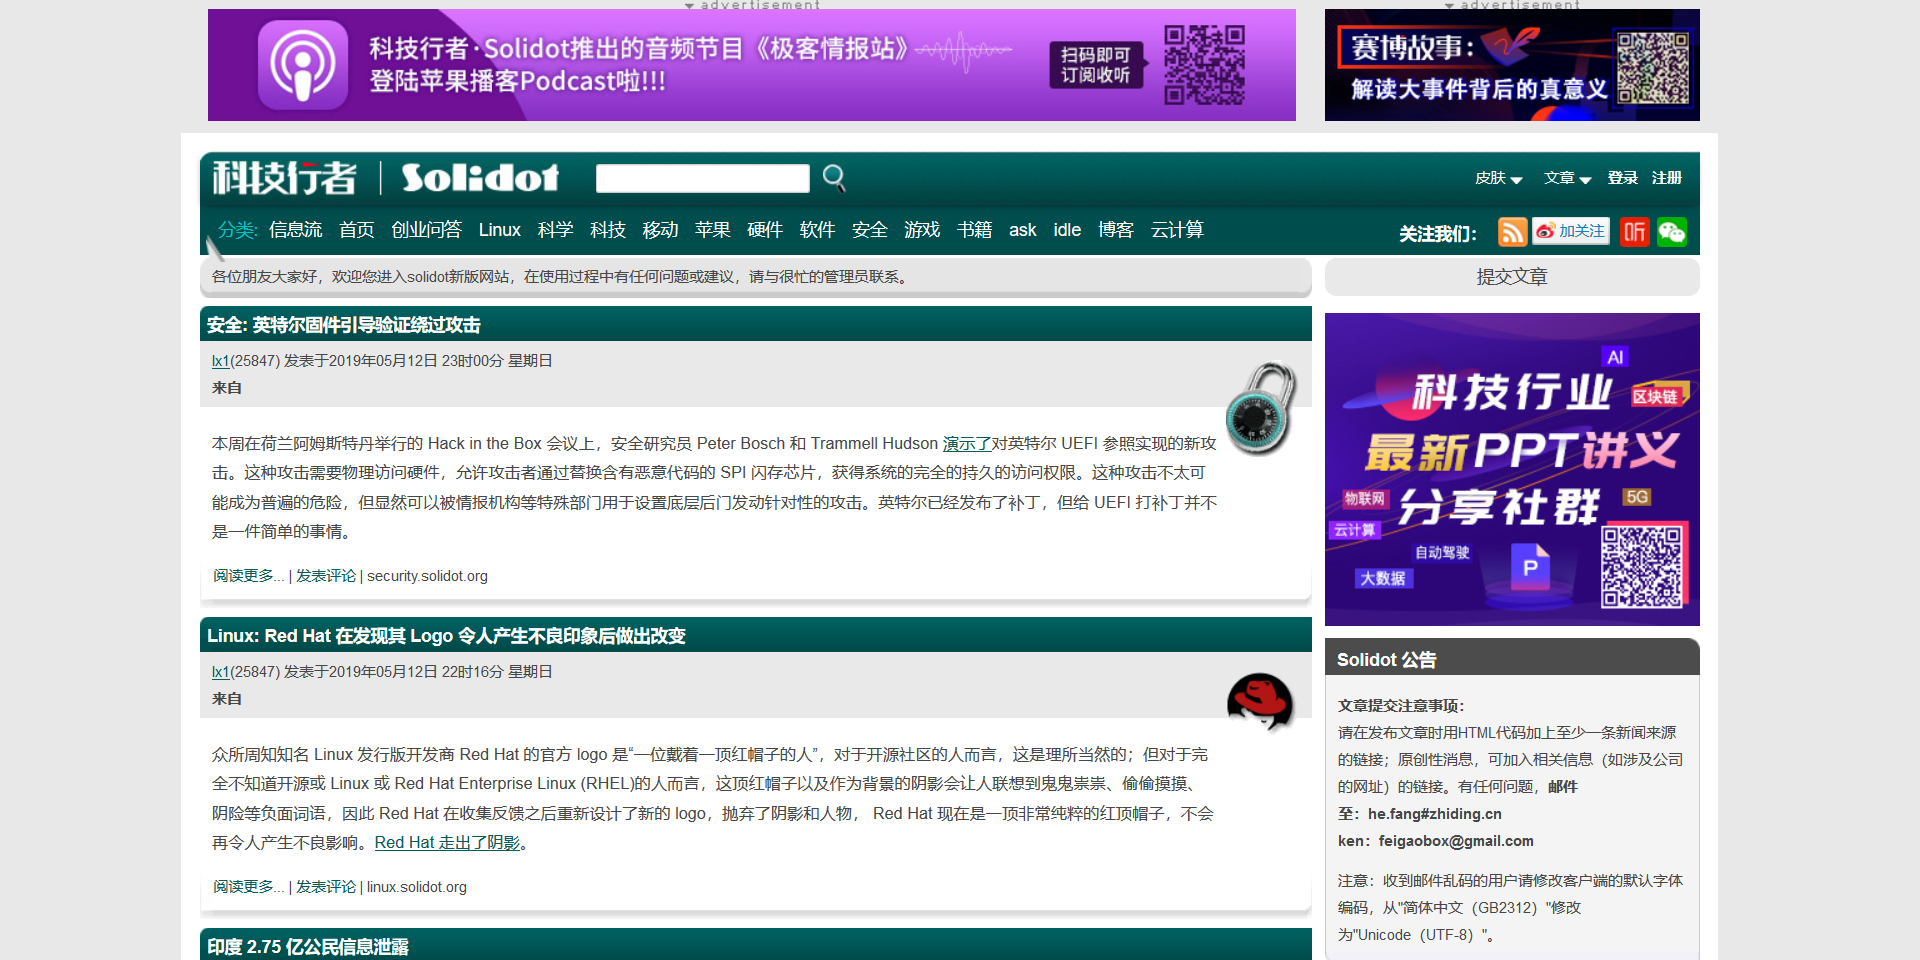 advertisement
advertisement
科技行者·Solidot推出的音频节目《极客情报站》
登陆苹果播客Podcast啦!!!
扫码即可
订阅收听
赛博故事：
解读大事件背后的真意义
科技行者 | Solidot
皮肤 文章 登录 注册
分类: 信息流 首页 创业问答 Linux 科学 科技 移动 苹果 硬件 软件 安全 游戏 书籍 ask idle 博客 云计算
关注我们： 加关注 听
各位朋友大家好，欢迎您进入solidot新版网站，在使用过程中有任何问题或建议，请与很忙的管理员联系。
提交文章
安全: 英特尔固件引导验证绕过攻击
lx1(25847) 发表于2019年05月12日 23时00分 星期日
来自
本周在荷兰阿姆斯特丹举行的 Hack in the Box 会议上，安全研究员 Peter Bosch 和 Trammell Hudson 演示了对英特尔 UEFI 参照实现的新攻
击。这种攻击需要物理访问硬件，允许攻击者通过替换含有恶意代码的 SPI 闪存芯片，获得系统的完全的持久的访问权限。这种攻击不太可
能成为普遍的危险，但显然可以被情报机构等特殊部门用于设置底层后门发动针对性的攻击。英特尔已经发布了补丁，但给 UEFI 打补丁并不
是一件简单的事情。
阅读更多... | 发表评论 | security.solidot.org
Linux: Red Hat 在发现其 Logo 令人产生不良印象后做出改变
lx1(25847) 发表于2019年05月12日 22时16分 星期日
来自
众所周知知名 Linux 发行版开发商 Red Hat 的官方 logo 是“一位戴着一顶红帽子的人”，对于开源社区的人而言，这是理所当然的；但对于完
全不知道开源或 Linux 或 Red Hat Enterprise Linux (RHEL)的人而言，这顶红帽子以及作为背景的阴影会让人联想到鬼鬼祟祟、偷偷摸摸、
阴险等负面词语，因此 Red Hat 在收集反馈之后重新设计了新的 logo，抛弃了阴影和人物， Red Hat 现在是一顶非常纯粹的红顶帽子，不会
再令人产生不良影响。Red Hat 走出了阴影。
阅读更多... | 发表评论 | linux.solidot.org
印度 2.75 亿公民信息泄露
AI
科技行业
区块链
最新PPT讲义
物联网
分享社群
5G
云计算
自动驾驶
大数据
P
Solidot 公告
文章提交注意事项：
请在发布文章时用HTML代码加上至少一条新闻来源
的链接；原创性消息，可加入相关信息（如涉及公司
的网址）的链接。有任何问题，邮件
至：he.fang#zhiding.cn
ken：feigaobox@gmail.com
注意：收到邮件乱码的用户请修改客户端的默认字体
编码，从"简体中文（GB2312）"修改
为"Unicode（UTF-8）"。